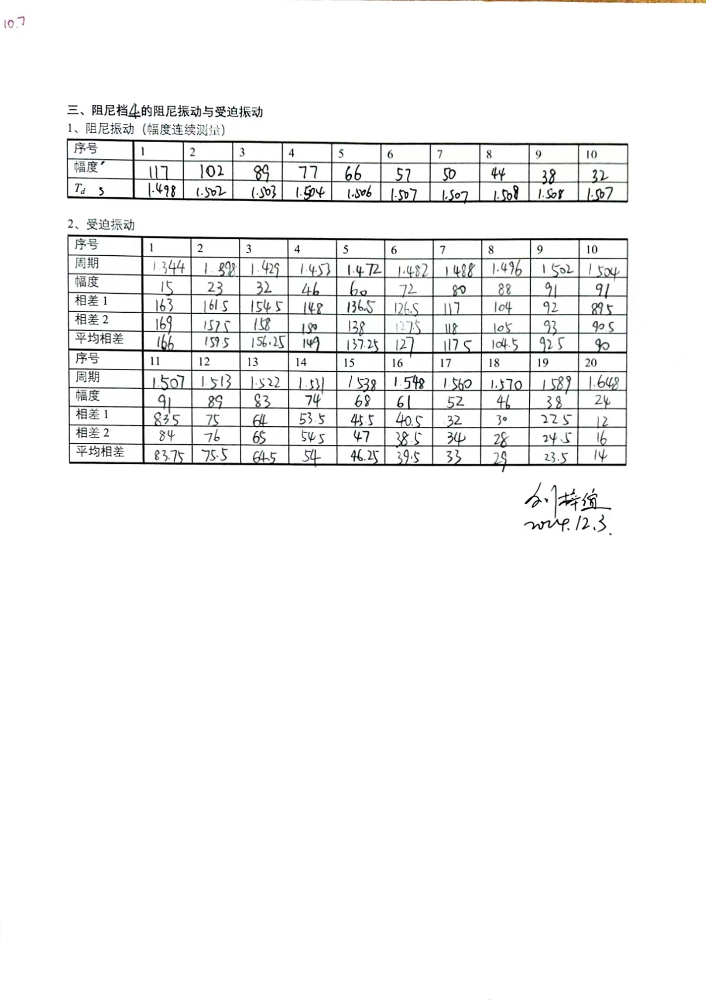 10.7
三、阻尼档4的阻尼振动与受迫振动
1、阻尼振动（幅度连续测量）
序号 1 2 3 4 5 6 7 8 9 10
幅度 117 102 89 77 66 57 50 44 38 32
Td s 1.498 1.502 1.503 1.504 1.506 1.507 1.507 1.508 1.508 1.507
2、受迫振动
序号 1 2 3 4 5 6 7 8 9 10
周期 1.344 1.398 1.429 1.453 1.472 1.482 1.488 1.496 1.502 1.504
幅度 15 23 32 46 60 72 80 88 91 91
相差1 163 161.5 154.5 148 136.5 126.5 117 104 92 89.5
相差2 169 157.5 158 150 138 127.5 118 105 93 90.5
平均相差 166 159.5 156.25 149 137.25 127 117.5 104.5 92.5 90
序号 11 12 13 14 15 16 17 18 19 20
周期 1.507 1.513 1.522 1.531 1.538 1.548 1.560 1.570 1.589 1.648
幅度 91 89 83 74 68 61 52 46 38 24
相差1 83.5 75 64 53.5 45.5 40.5 32 30 22.5 12
相差2 84 76 65 54.5 47 38.5 34 28 24.5 16
平均相差 83.75 75.5 64.5 54 46.25 39.5 33 29 23.5 14
2024.12.3.